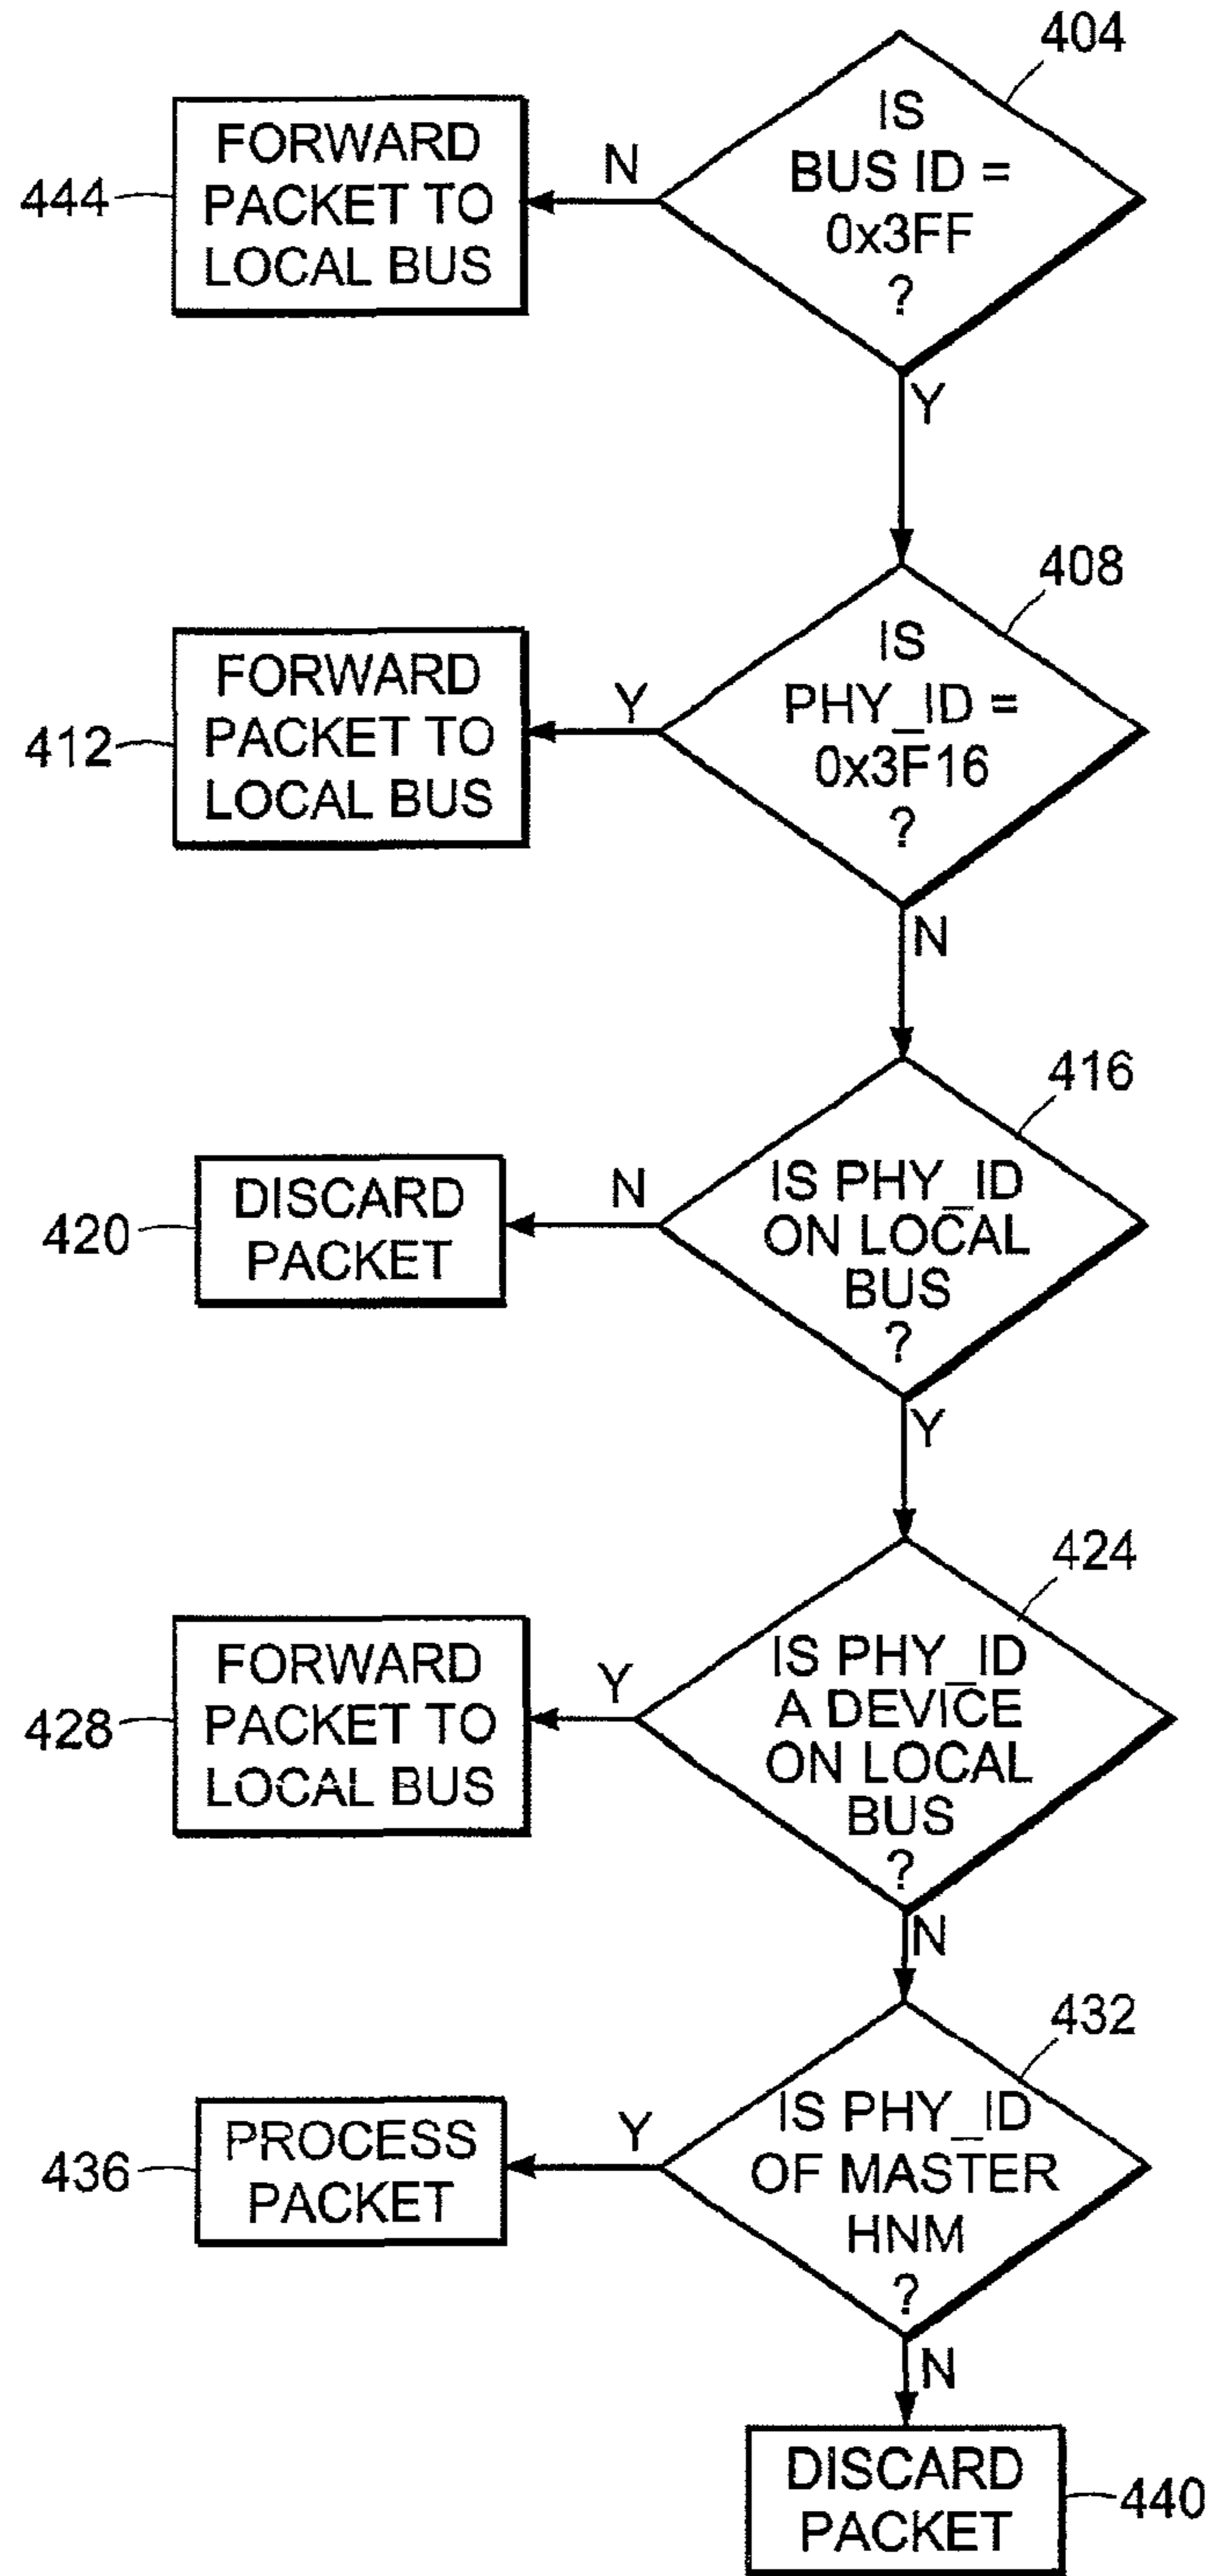 404
IS
BUS ID =
0x3FF
?
N
Y
444
FORWARD
PACKET TO
LOCAL BUS
408
IS
PHY_ID =
0x3F16
?
Y
N
412
FORWARD
PACKET TO
LOCAL BUS
416
IS PHY_ID
ON LOCAL
BUS
?
N
Y
420
DISCARD
PACKET
424
IS PHY_ID
A DEVICE
ON LOCAL
BUS
?
Y
N
428
FORWARD
PACKET TO
LOCAL BUS
432
IS PHY_ID
OF MASTER
HNM
?
Y
N
436
PROCESS
PACKET
DISCARD
PACKET
440